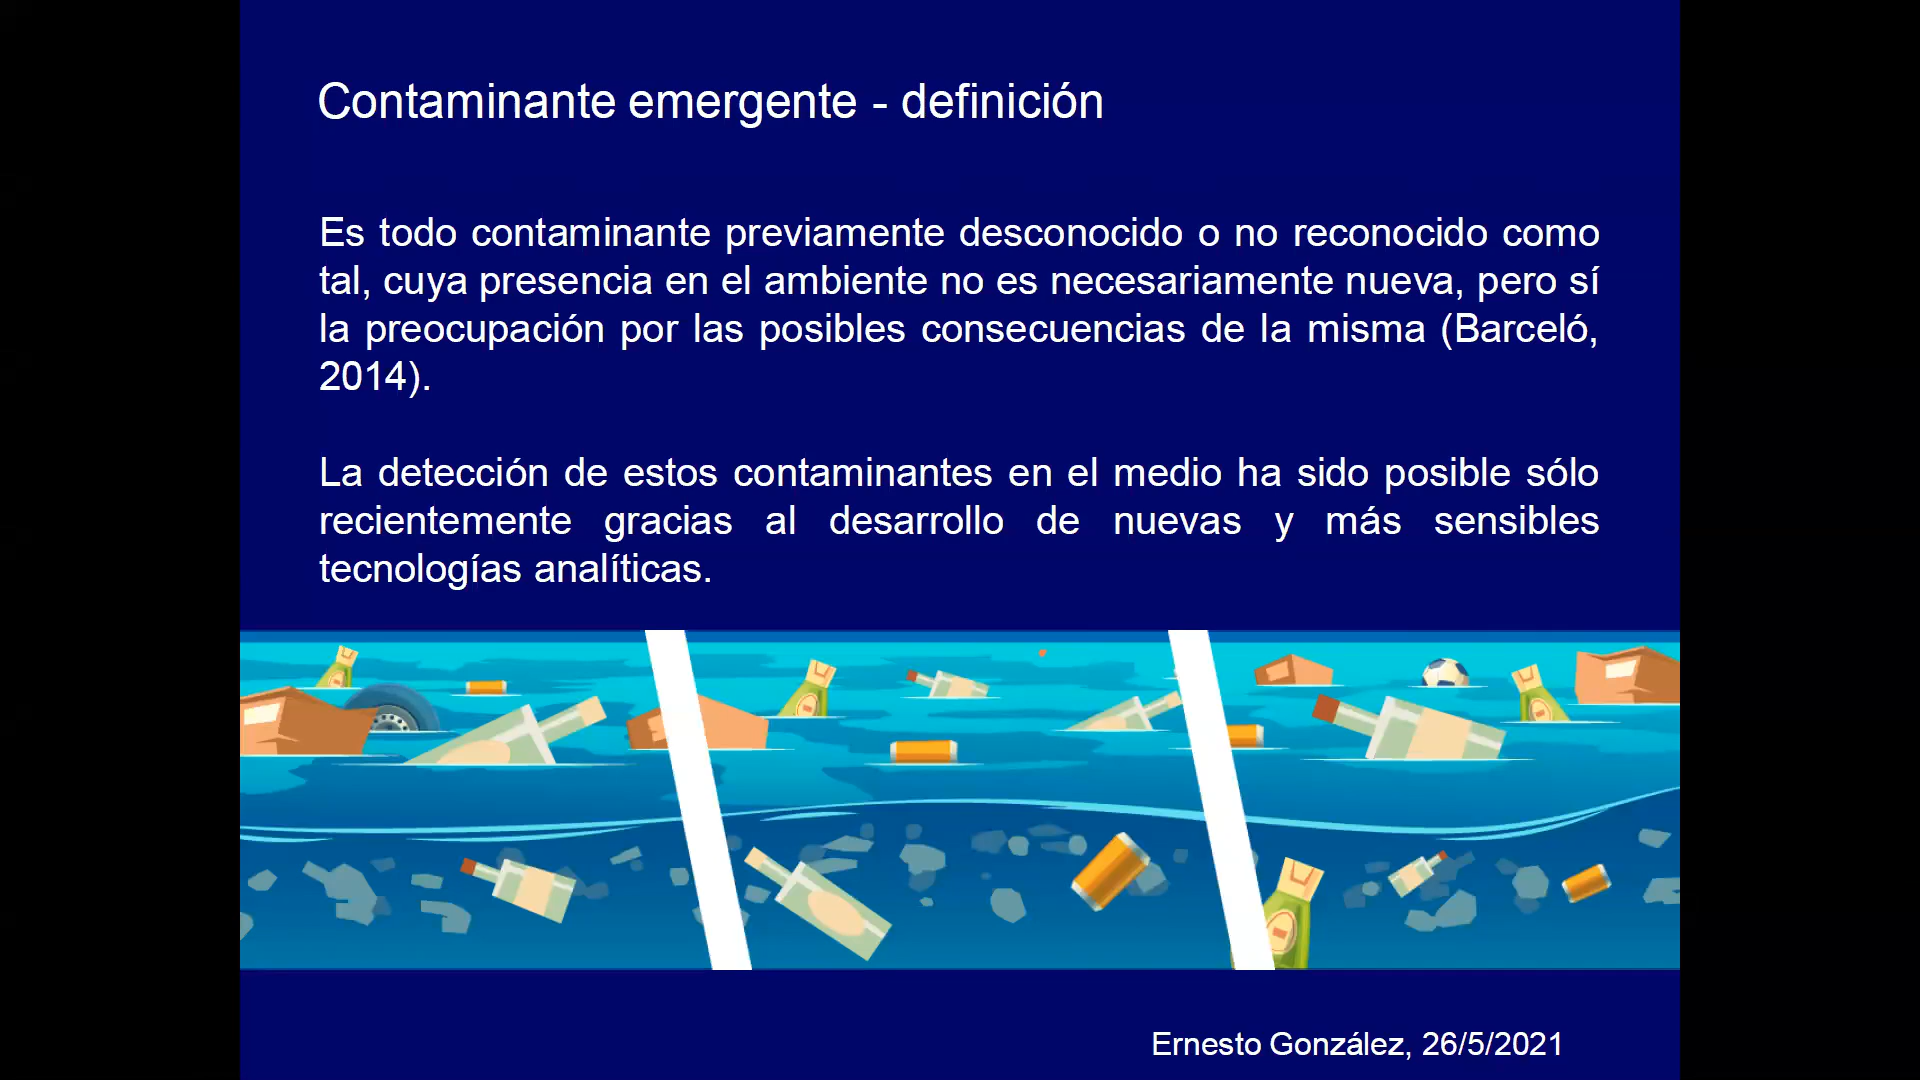 Contaminante emergente - definición
Es todo contaminante previamente desconocido o no reconocido como
tal, cuya presencia en el ambiente no es necesariamente nueva, pero sí
la preocupación por las posibles consecuencias de la misma (Barceló,
2014).
La detección de estos contaminantes en el medio ha sido posible sólo
recientemente gracias al desarrollo de nuevas y más sensibles
tecnologías analíticas.
Ernesto González, 26/5/2021